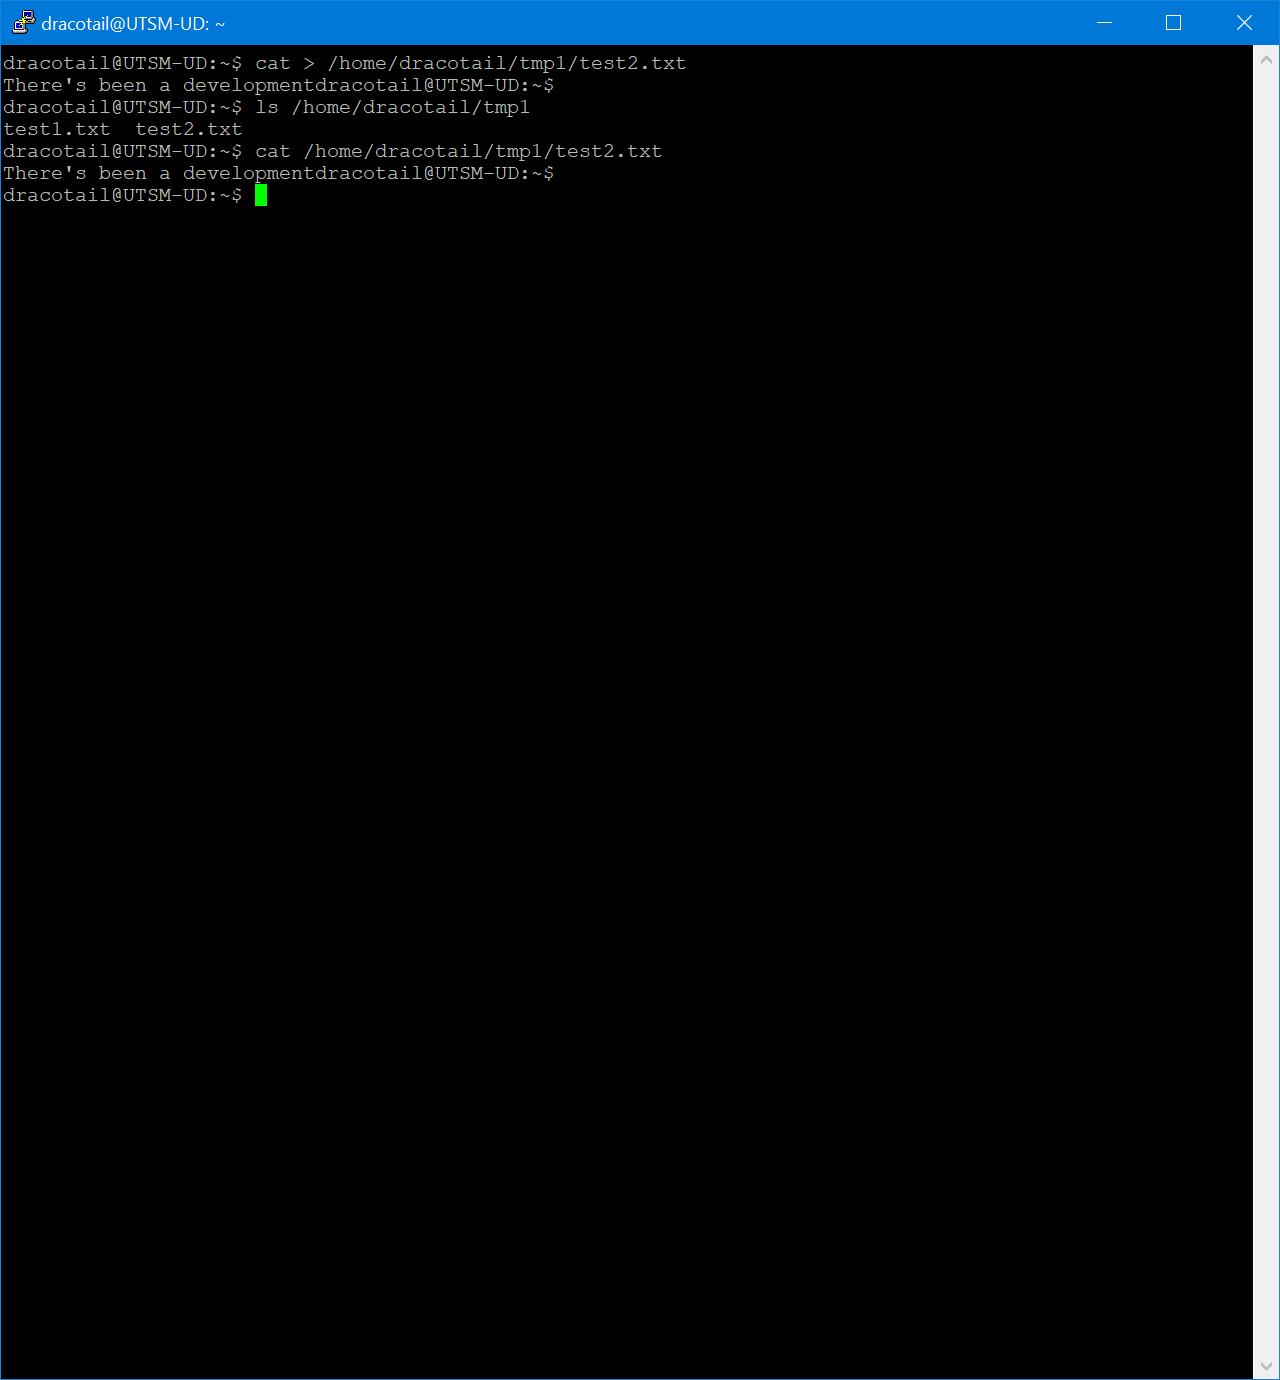 dracotail@UTSM-UD: ~
dracotail@UTSM-UD:~$ cat > /home/dracotail/tmp1/test2.txt
There's been a developmentdracotail@UTSM-UD:~$
dracotail@UTSM-UD:~$ ls /home/dracotail/tmp1
test1.txt  test2.txt
dracotail@UTSM-UD:~$ cat /home/dracotail/tmp1/test2.txt
There's been a developmentdracotail@UTSM-UD:~$
dracotail@UTSM-UD:~$